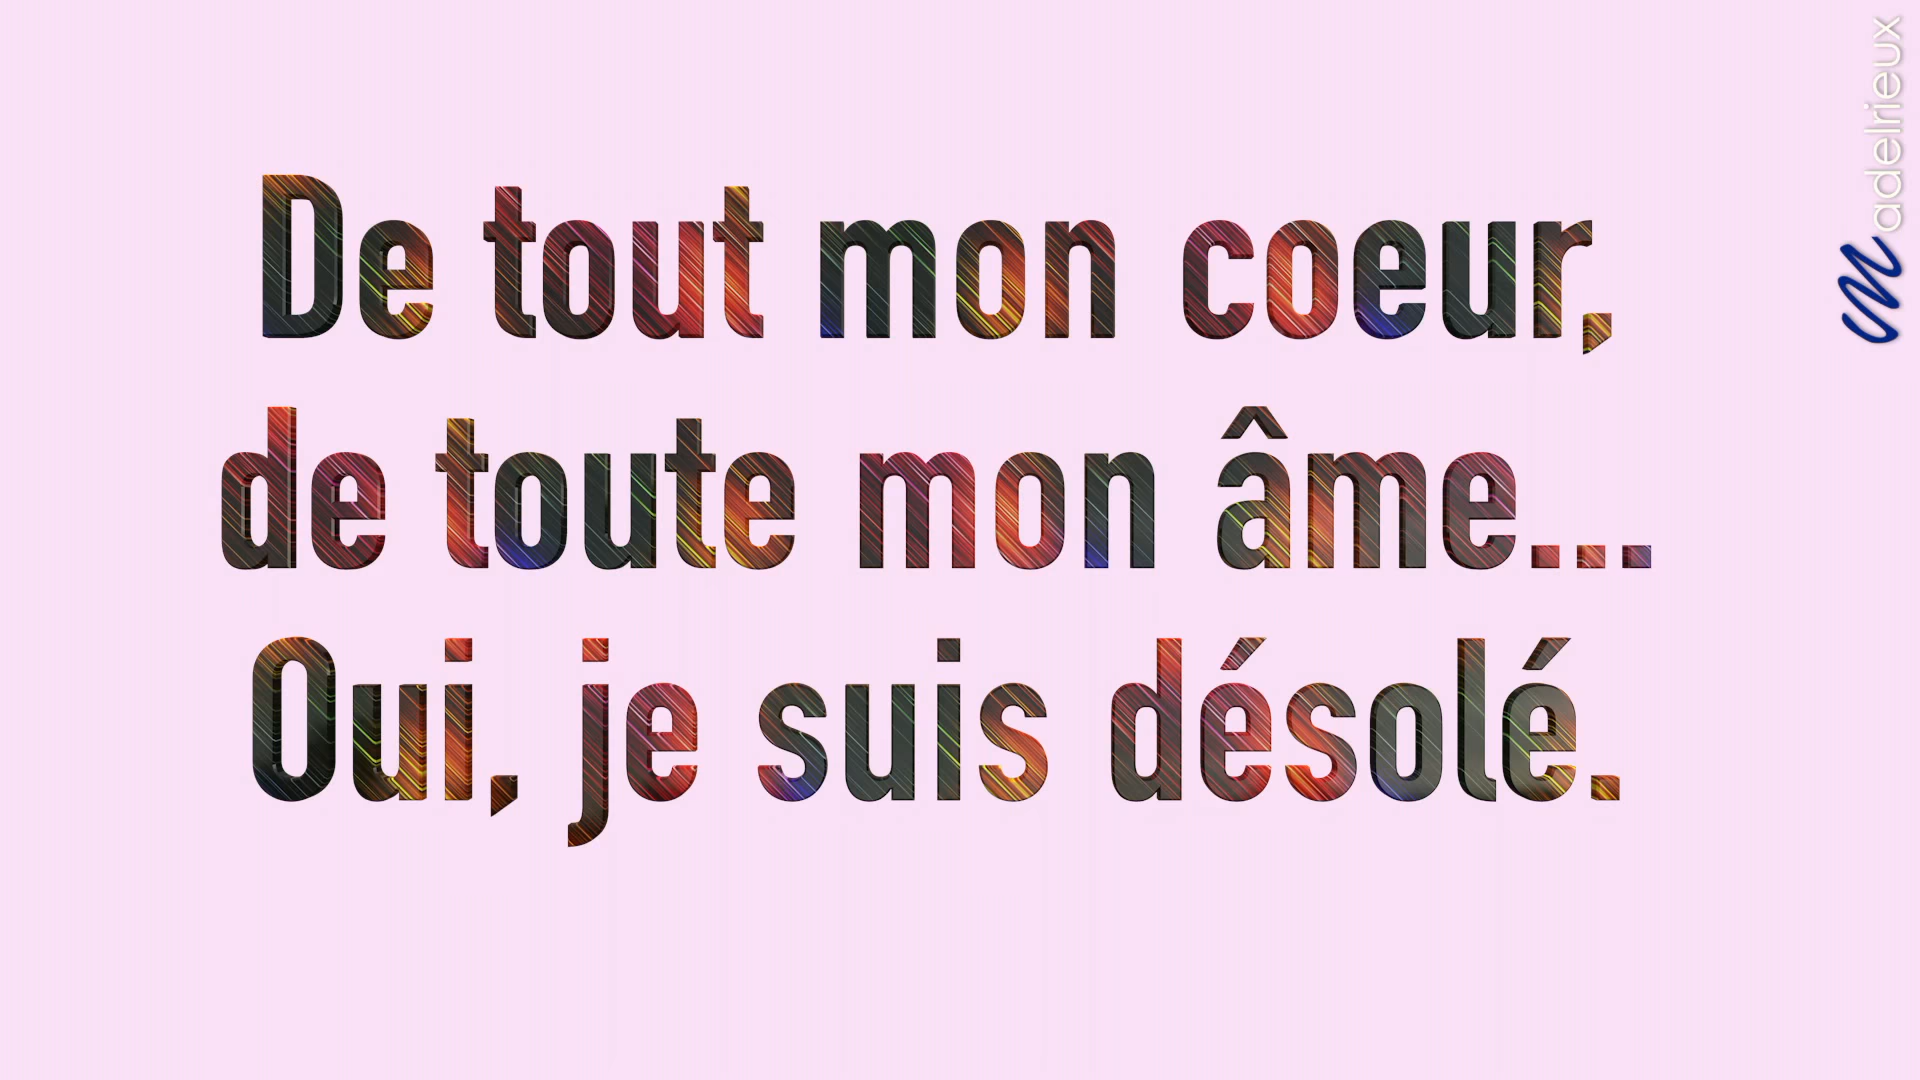 De tout mon coeur,
de toute mon âme...
Oui, je suis désolé.
Madelrieux